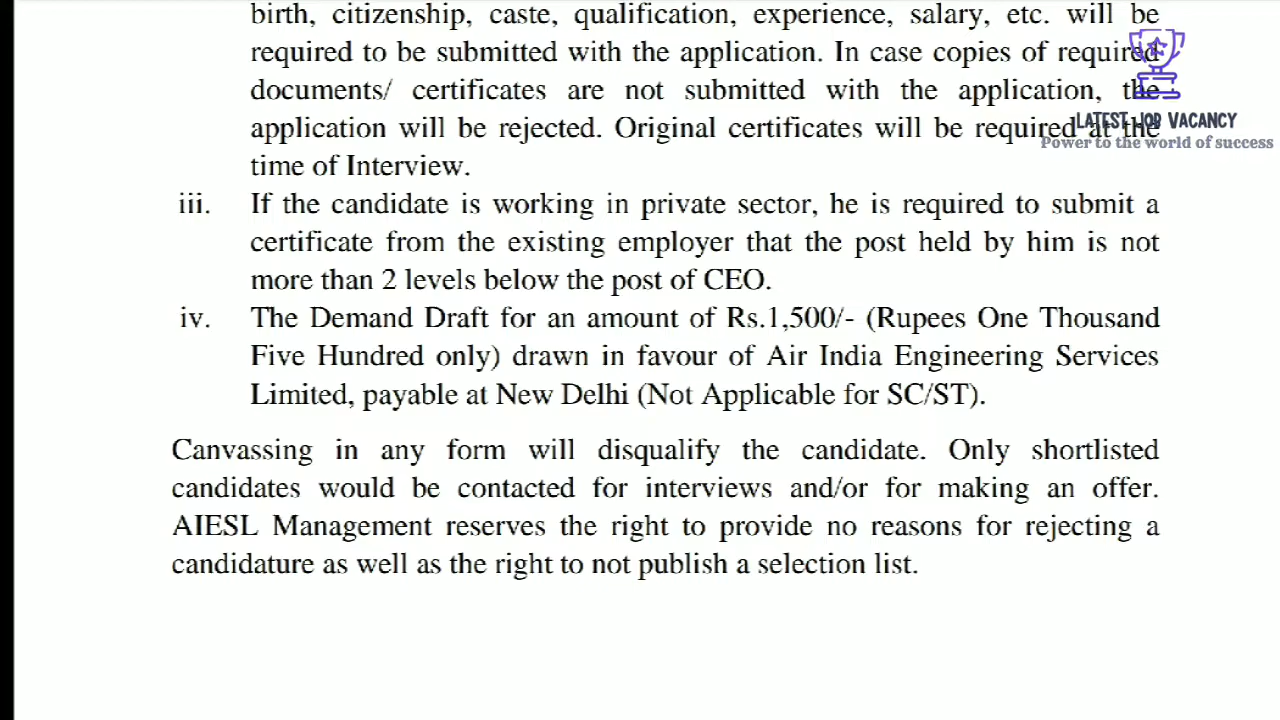 birth, citizenship, caste, qualification, experience, salary, etc. will be
required to be submitted with the application. In case copies of required
documents/ certificates are not submitted with the application, the
application will be rejected. Original certificates will be required at the
time of Interview.
LATEST JOB VACANCY
Power to the world of success
iii. If the candidate is working in private sector, he is required to submit a
certificate from the existing employer that the post held by him is not
more than 2 levels below the post of CEO.
iv. The Demand Draft for an amount of Rs.1,500/- (Rupees One Thousand
Five Hundred only) drawn in favour of Air India Engineering Services
Limited, payable at New Delhi (Not Applicable for SC/ST).
Canvassing in any form will disqualify the candidate. Only shortlisted
candidates would be contacted for interviews and/or for making an offer.
AIESL Management reserves the right to provide no reasons for rejecting a
candidature as well as the right to not publish a selection list.